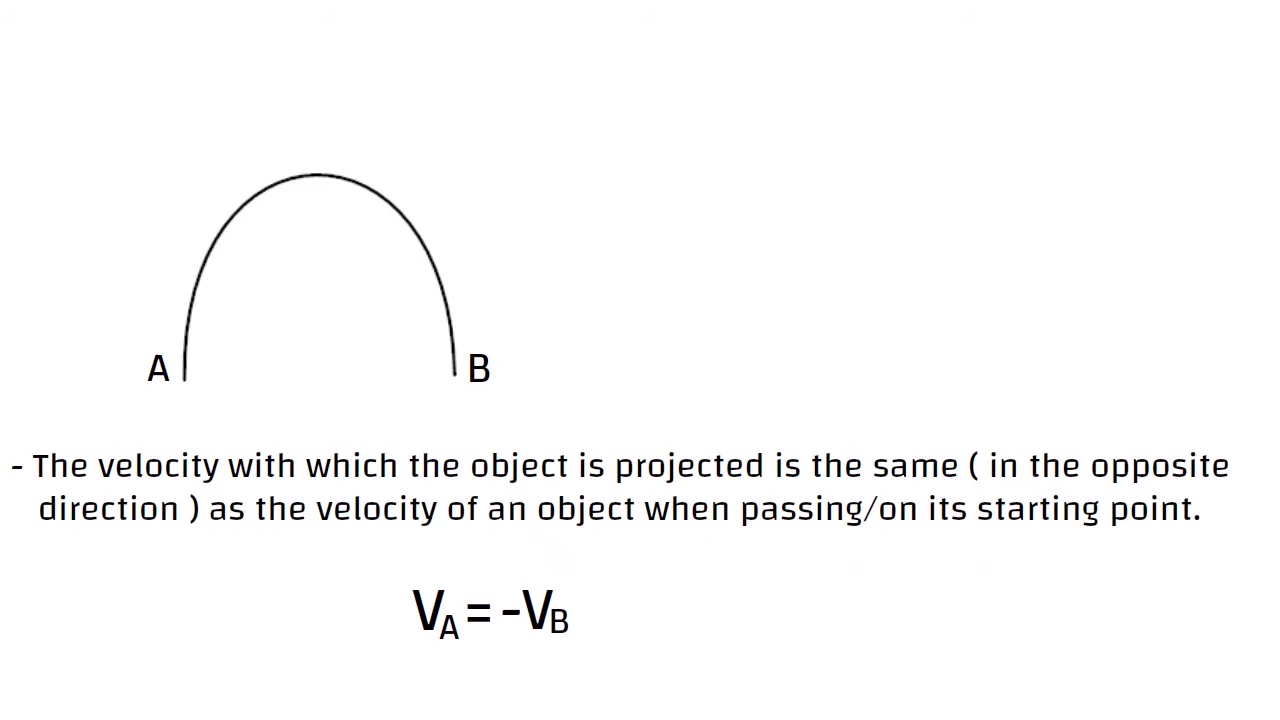 A B
- The velocity with which the object is projected is the same ( in the opposite
direction ) as the velocity of an object when passing/on its starting point.
VA = -VB